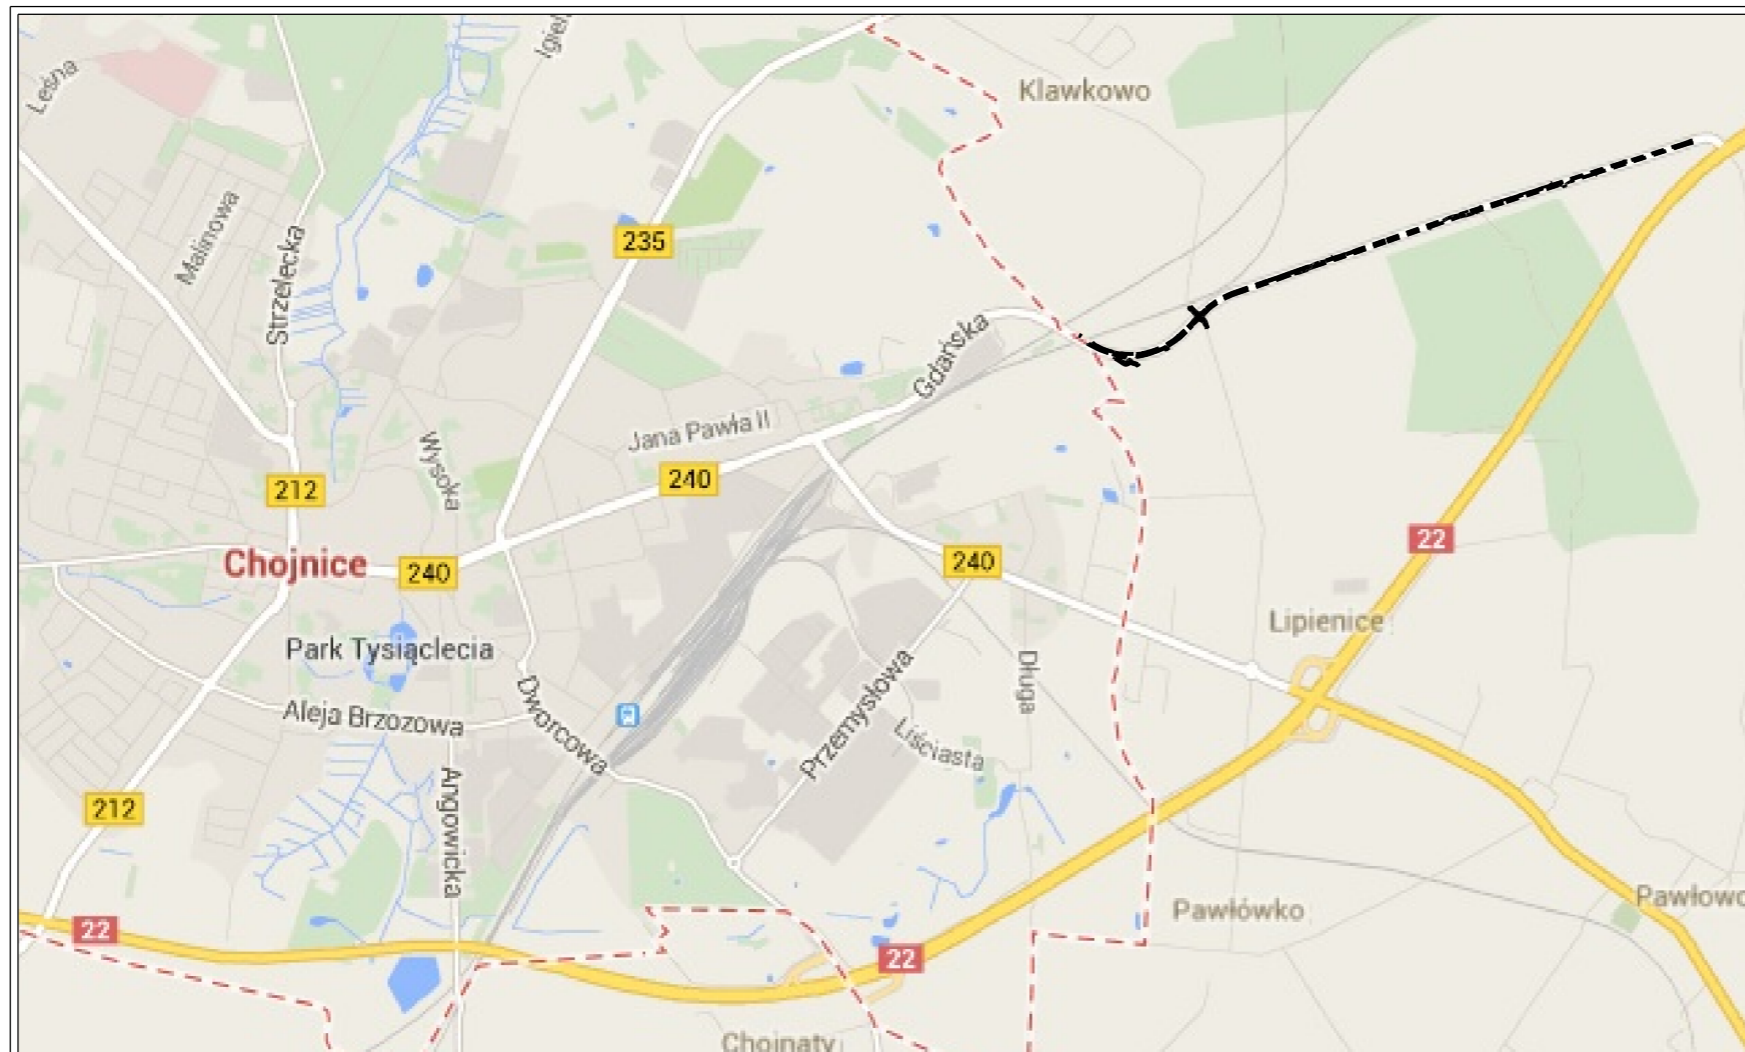 Leśna
Klawkowo
Malinowa
Strzelecka
235
Gdańska
Jana Pawła II
Wysoka
240
212
22
Chojnice
240
240
Lipienice
Park Tysiąclecia
Długa
Przemysłowa
Aleja Brzozowa
Dworcowa
Liściasta
Angowicka
212
Pawłowo
Pawłówko
22
22
Chojnaty